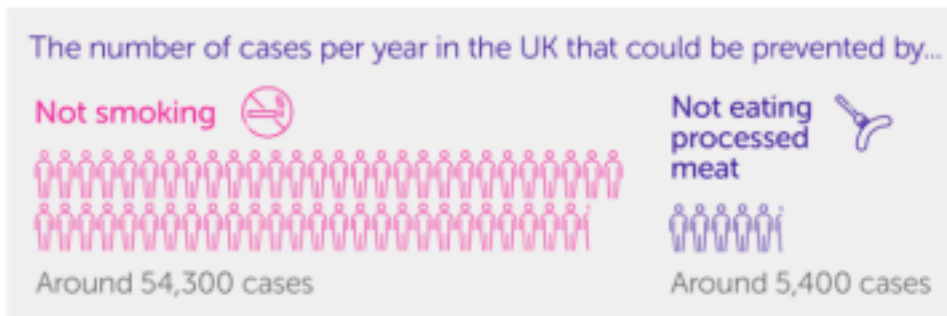 The number of cases per year in the UK that could be prevented by...
Not smoking
Around 54,300 cases
Not eating
processed
meat
Around 5,400 cases